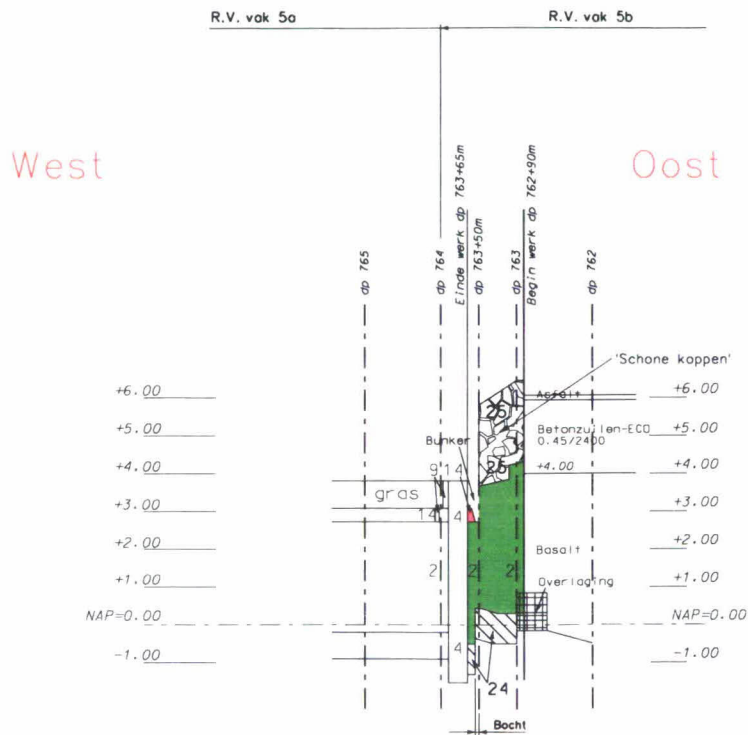 R.V. vak 5a
R.V. vak 5b
West
Oost
dp 765
dp 764
Einde werk dp 763+65m
dp 763+50m
dp 763
Begin werk dp 762+90m
dp 762
'Schone koppen'
+6.00
Asfalt
+6.00
26
+5.00
Betonzuilen-ECO
0.45/2400
+5.00
Bunker
+4.00
9
14
26
+4.00
+4.00
gras
+3.00
14
4
+3.00
+2.00
+2.00
2
2
2
Basalt
+1.00
Overlaging
+1.00
NAP=0.00
NAP=0.00
4
-1.00
-1.00
24
Bocht